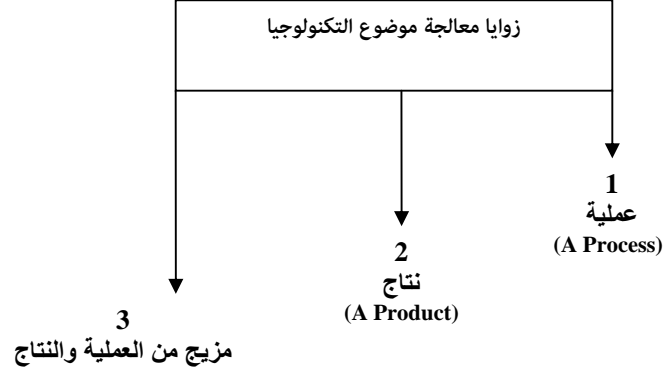 زوايا معالجة موضوع التكنولوجيا
1
عملية
(A Process)
2
نتاج
(A Product)
3
مزيج من العملية والنتاج